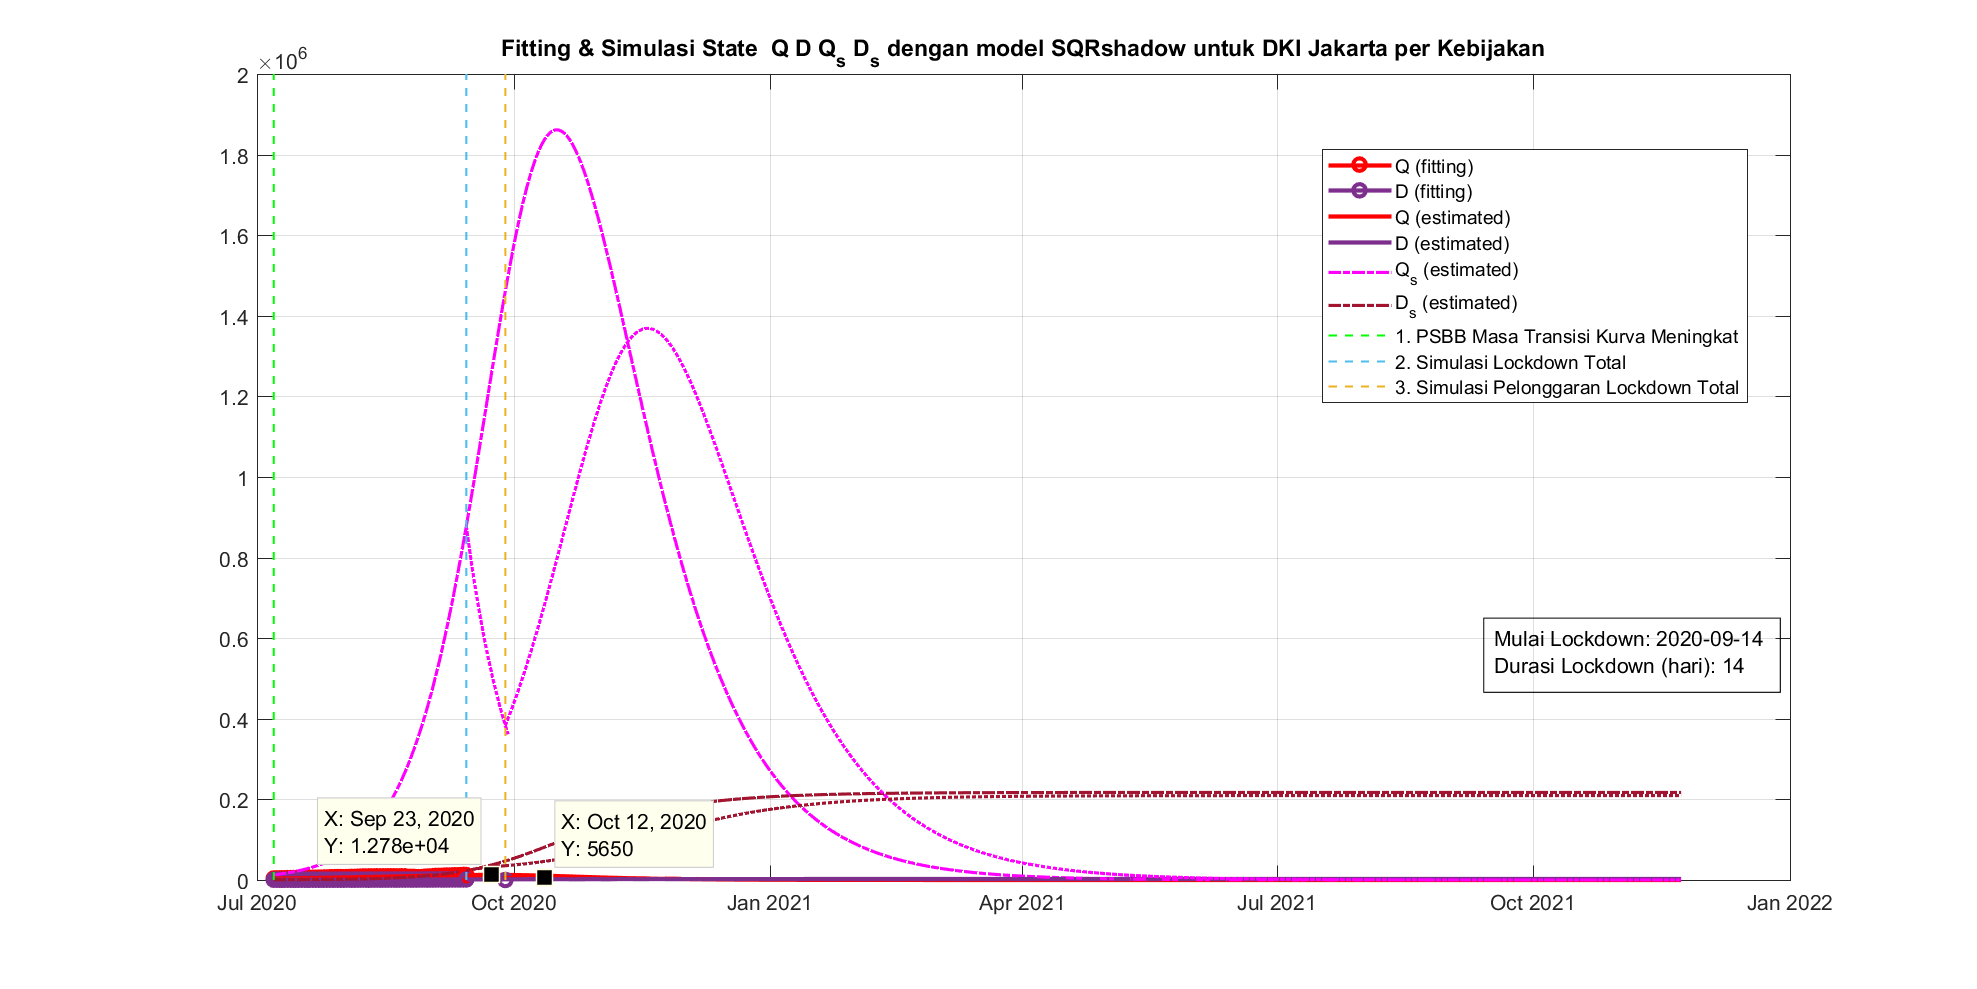 Fitting & Simulasi State Q D Qs Ds dengan model SQRshadow untuk DKI Jakarta per Kebijakan
×10^6
2
1.8
1.6
1.4
1.2
1
0.8
0.6
0.4
0.2
0
Q (fitting)
D (fitting)
Q (estimated)
D (estimated)
Qs (estimated)
Ds (estimated)
1. PSBB Masa Transisi Kurva Meningkat
2. Simulasi Lockdown Total
3. Simulasi Pelonggaran Lockdown Total
Mulai Lockdown: 2020-09-14
Durasi Lockdown (hari): 14
X: Sep 23, 2020
Y: 1.278e+04
X: Oct 12, 2020
Y: 5650
Jul 2020
Oct 2020
Jan 2021
Apr 2021
Jul 2021
Oct 2021
Jan 2022